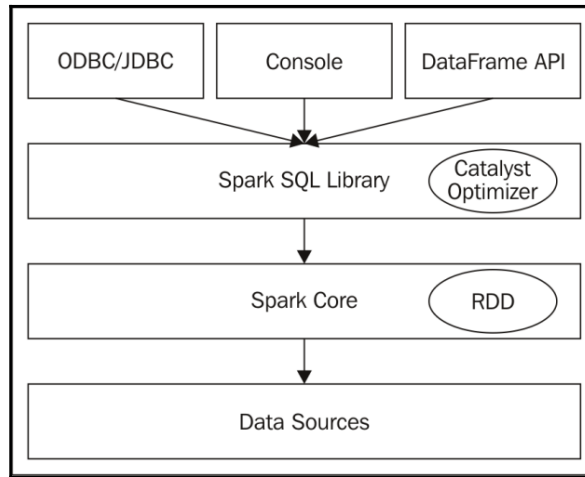 ODBC/JDBC
Console
DataFrame API
Spark SQL Library
Catalyst
Optimizer
Spark Core
RDD
Data Sources